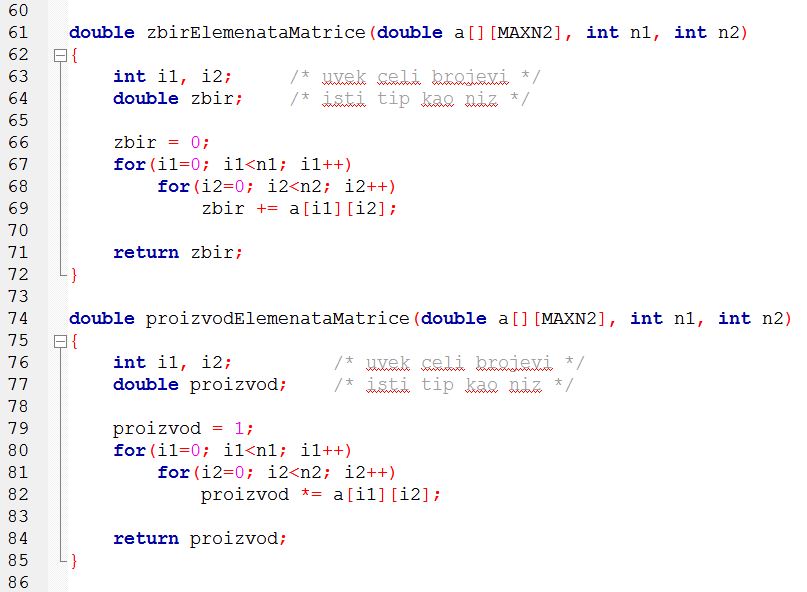 60
61 double zbirElemenataMatrice(double a[][MAXN2], int n1, int n2)
62 {
63 int i1, i2; /* uvek celi brojevi */
64 double zbir; /* isti tip kao niz */
65
66 zbir = 0;
67 for(i1=0; i1<n1; i1++)
68 for(i2=0; i2<n2; i2++)
69 zbir += a[i1][i2];
70
71 return zbir;
72 }
73
74 double proizvodElemenataMatrice(double a[][MAXN2], int n1, int n2)
75 {
76 int i1, i2; /* uvek celi brojevi */
77 double proizvod; /* isti tip kao niz */
78
79 proizvod = 1;
80 for(i1=0; i1<n1; i1++)
81 for(i2=0; i2<n2; i2++)
82 proizvod *= a[i1][i2];
83
84 return proizvod;
85 }
86